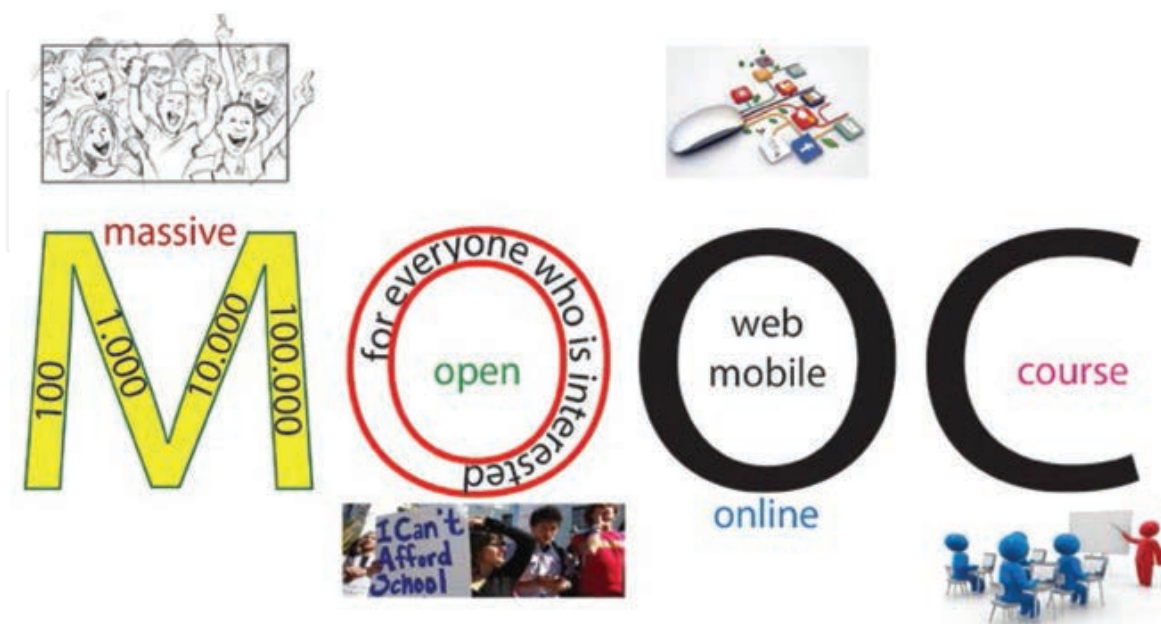 massive
M
100
1.000
10.000
100.000
O
for everyone who is interested
open
I Can't
Afford
School
O
web
mobile
online
C
course
f